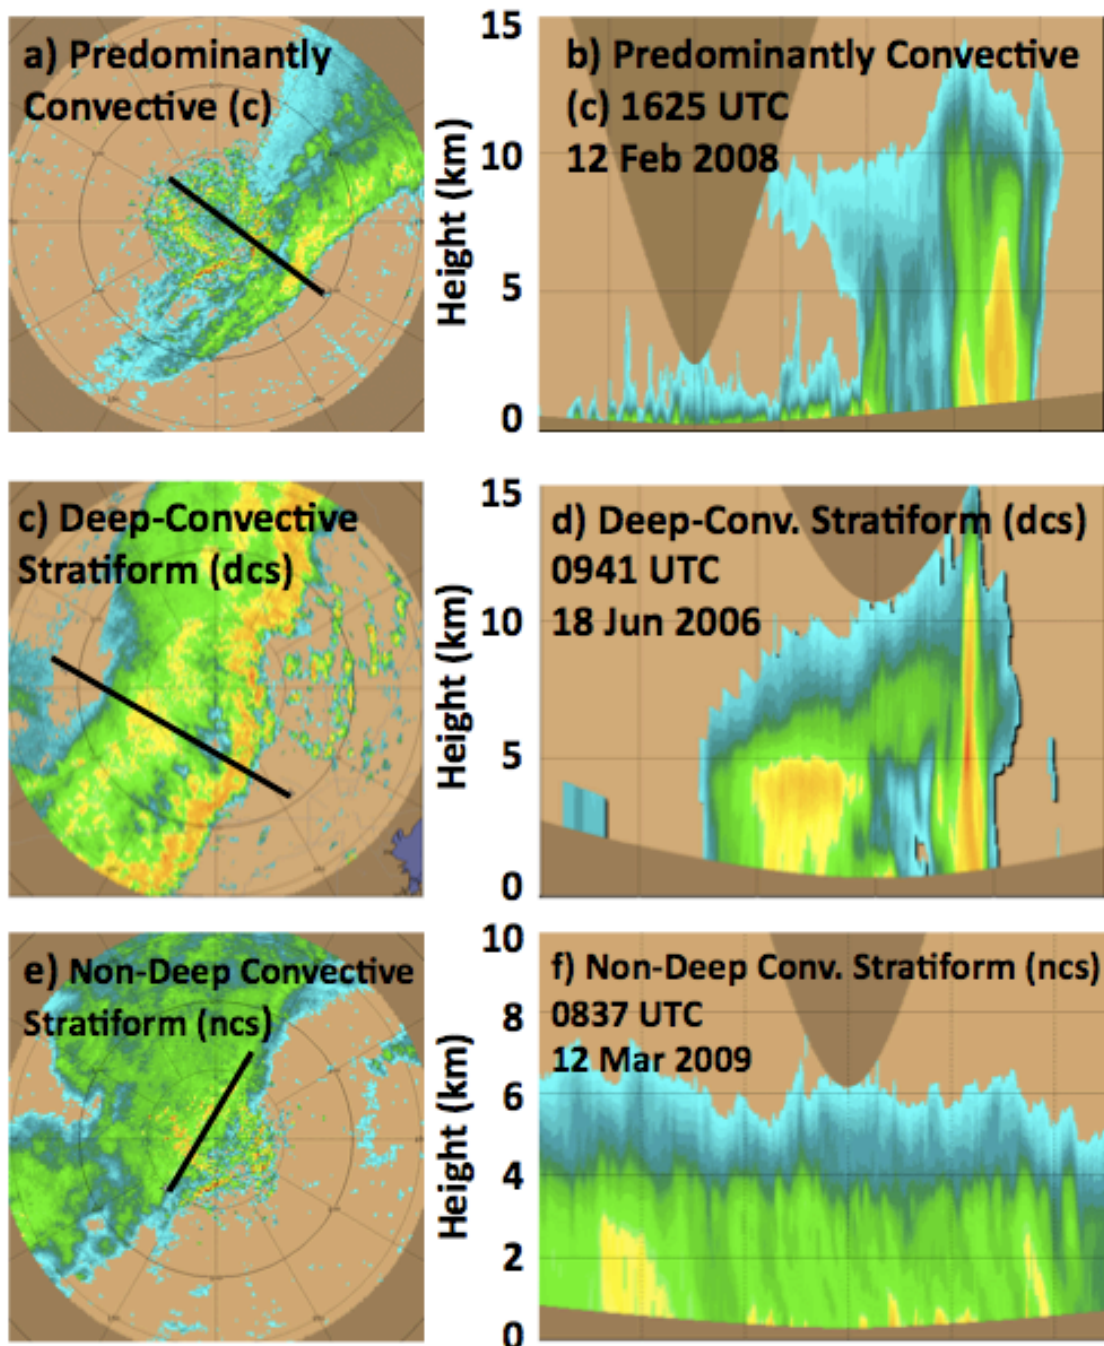 a) Predominantly
Convective (c)
15
10
5
0
Height (km)
b) Predominantly Convective
(c) 1625 UTC
12 Feb 2008
c) Deep-Convective
Stratiform (dcs)
15
10
5
0
Height (km)
d) Deep-Conv. Stratiform (dcs)
0941 UTC
18 Jun 2006
e) Non-Deep Convective
Stratiform (ncs)
10
8
6
4
2
0
Height (km)
f) Non-Deep Conv. Stratiform (ncs)
0837 UTC
12 Mar 2009